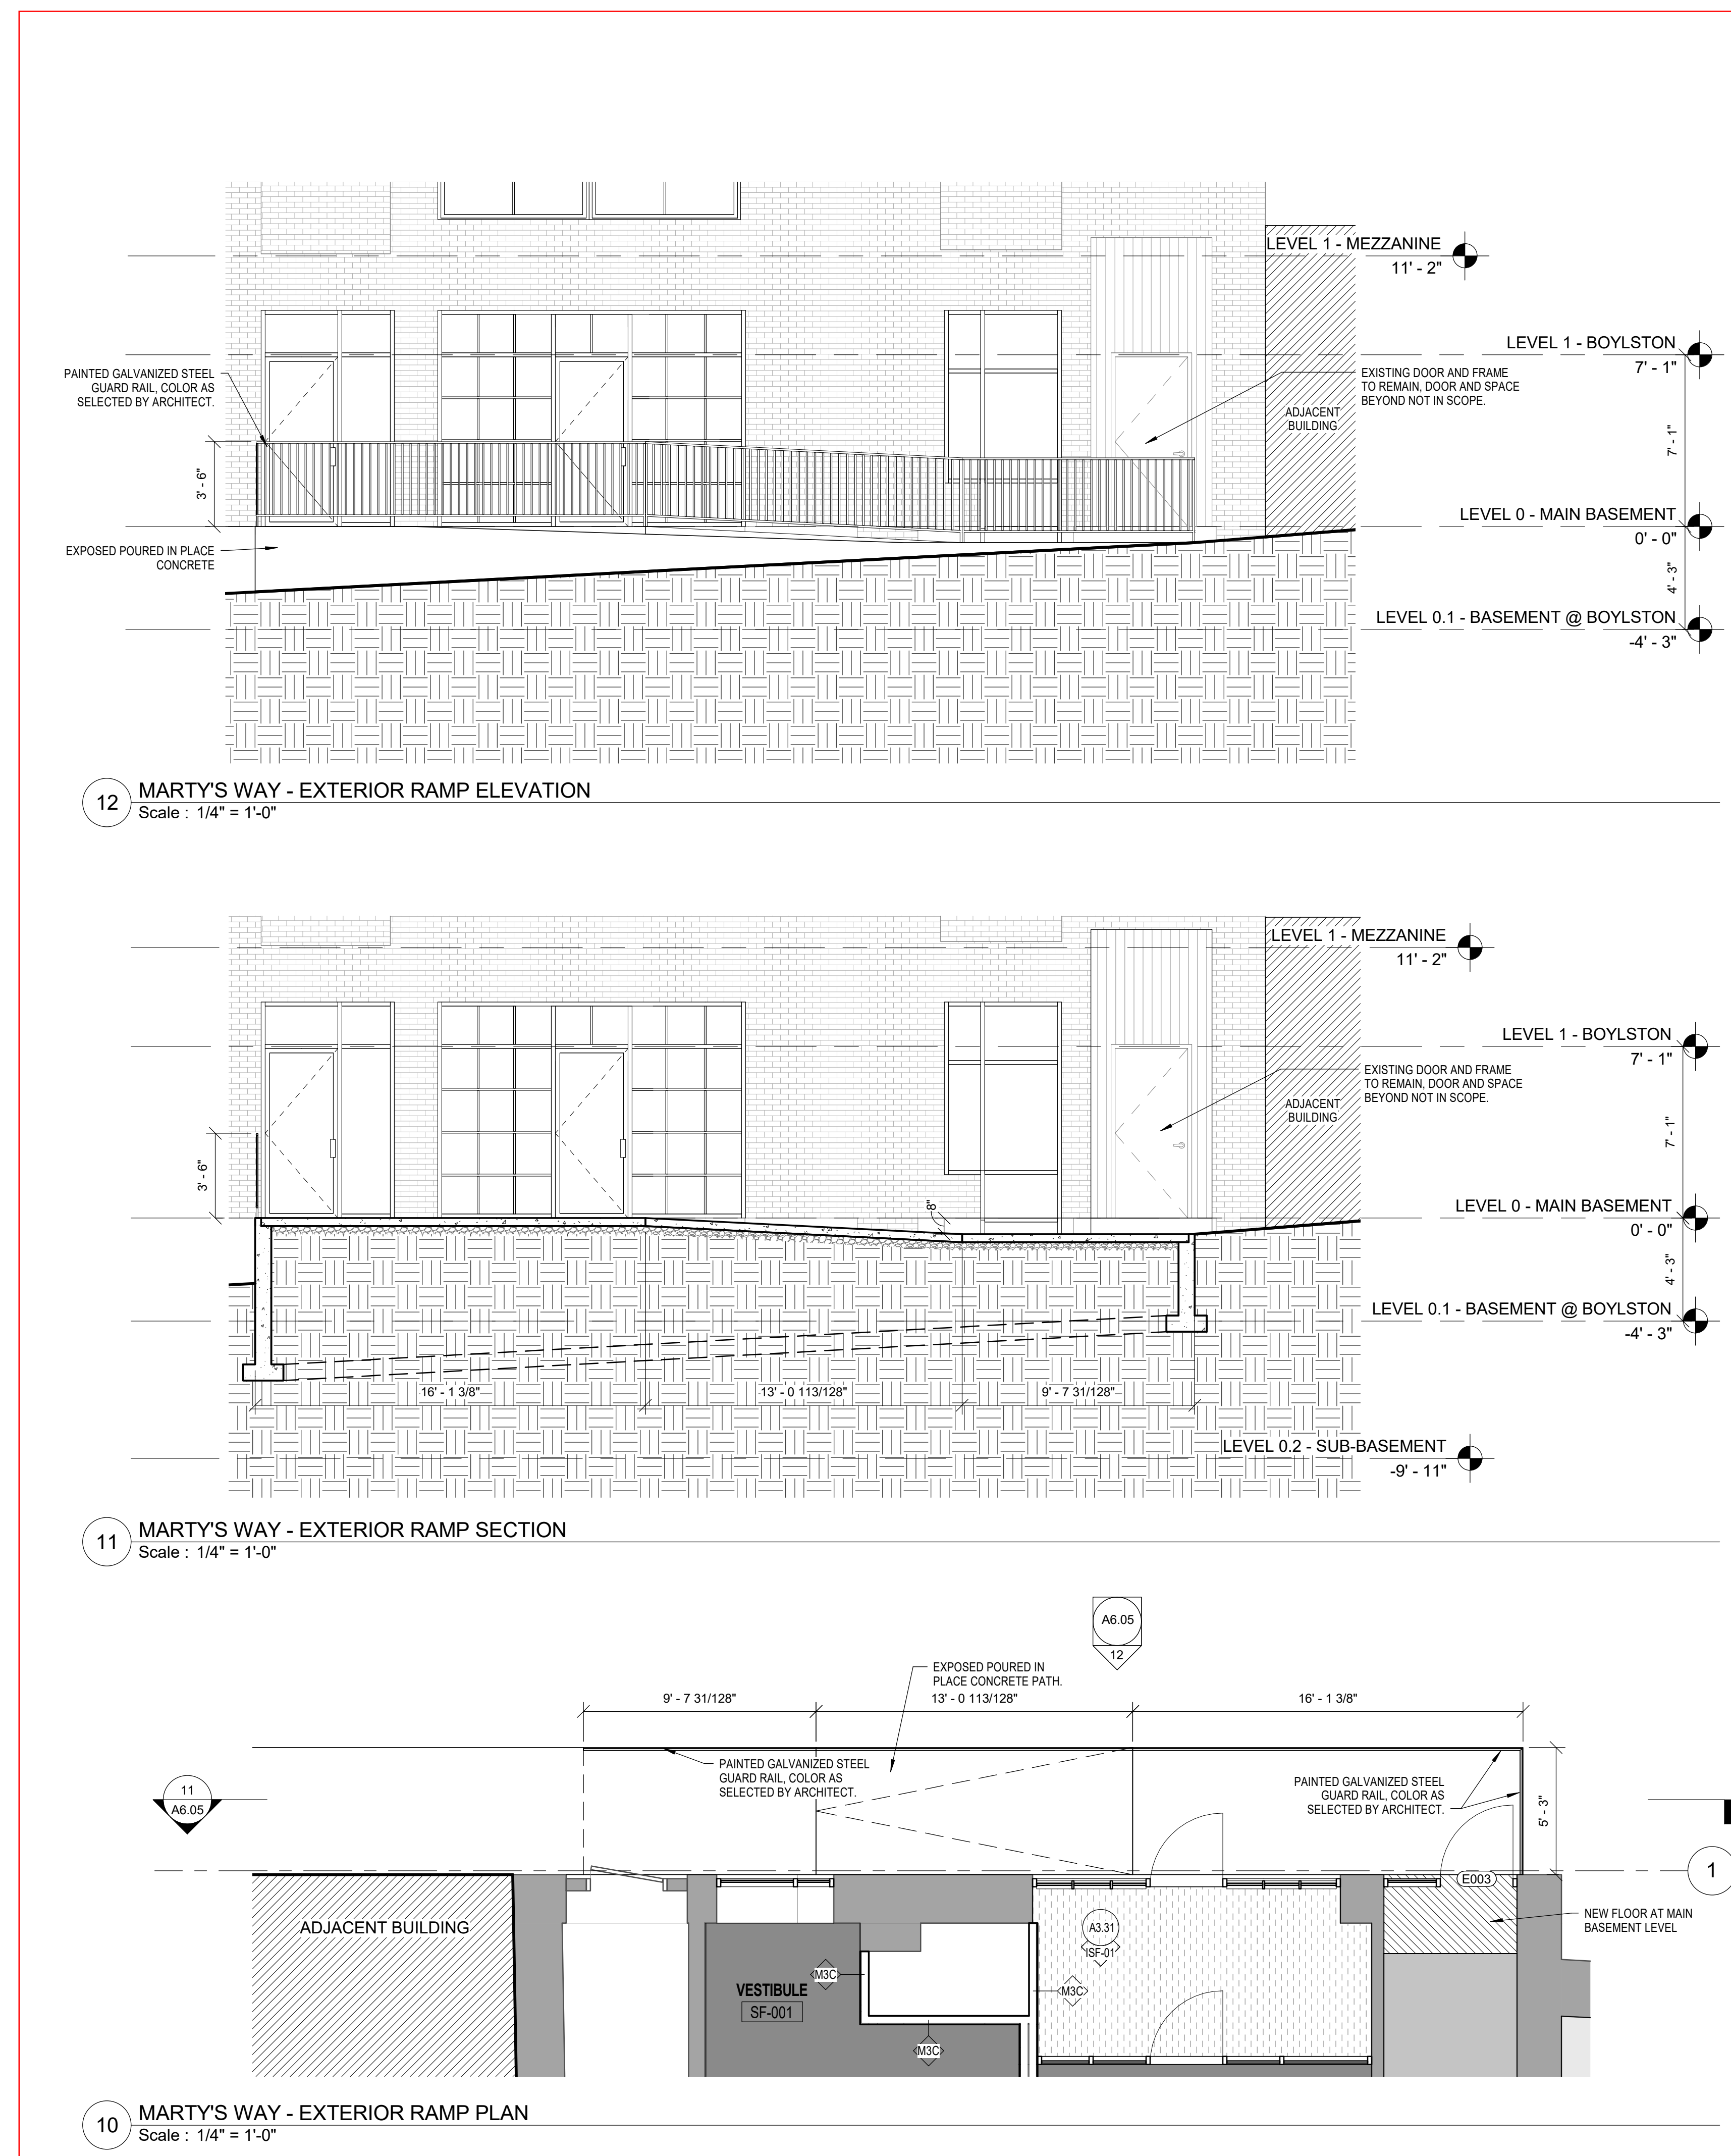 LEVEL 1 - MEZZANINE
11' - 2"
LEVEL 1 - BOYLSTON
7' - 1"
PAINTED GALVANIZED STEEL
GUARD RAIL, COLOR AS
SELECTED BY ARCHITECT.
EXISTING DOOR AND FRAME
TO REMAIN, DOOR AND SPACE
BEYOND NOT IN SCOPE.
ADJACENT
BUILDING
7' - 1"
3' - 6"
LEVEL 0 - MAIN BASEMENT
0' - 0"
EXPOSED POURED IN PLACE
CONCRETE
4' - 3"
LEVEL 0.1 - BASEMENT @ BOYLSTON
-4' - 3"
12
MARTY'S WAY - EXTERIOR RAMP ELEVATION
Scale : 1/4" = 1'-0"
LEVEL 1 - MEZZANINE
11' - 2"
LEVEL 1 - BOYLSTON
7' - 1"
EXISTING DOOR AND FRAME
TO REMAIN, DOOR AND SPACE
BEYOND NOT IN SCOPE.
ADJACENT
BUILDING
7' - 1"
3' - 6"
8"
LEVEL 0 - MAIN BASEMENT
0' - 0"
4' - 3"
LEVEL 0.1 - BASEMENT @ BOYLSTON
-4' - 3"
16' - 1 3/8"
13' - 0 113/128"
9' - 7 31/128"
LEVEL 0.2 - SUB-BASEMENT
-9' - 11"
11
MARTY'S WAY - EXTERIOR RAMP SECTION
Scale : 1/4" = 1'-0"
A6.05
12
EXPOSED POURED IN
PLACE CONCRETE PATH.
9' - 7 31/128"
13' - 0 113/128"
16' - 1 3/8"
PAINTED GALVANIZED STEEL
GUARD RAIL, COLOR AS
SELECTED BY ARCHITECT.
PAINTED GALVANIZED STEEL
GUARD RAIL, COLOR AS
SELECTED BY ARCHITECT.
11
A6.05
5' - 3"
1
E003
NEW FLOOR AT MAIN
BASEMENT LEVEL
ADJACENT BUILDING
A3.31
ISF-01
M3C
VESTIBULE
SF-001
M3C
M3C
10
MARTY'S WAY - EXTERIOR RAMP PLAN
Scale : 1/4" = 1'-0"